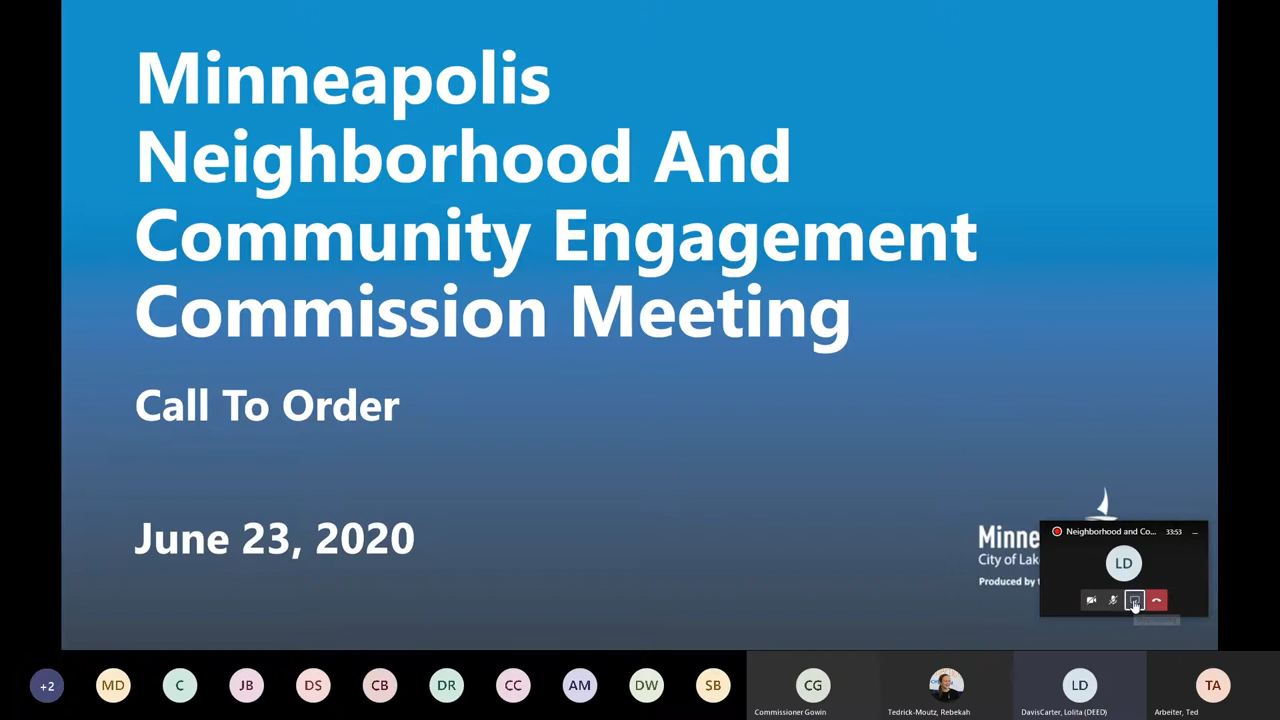 Minneapolis
Neighborhood And
Community Engagement
Commission Meeting
Call To Order
June 23, 2020
Minne
City of Lak
Produced by t
Neighborhood and Co... 33:53
LD
+2 MD C JB DS CB DR CC AM DW SB CG LD TA
Commissioner Gowin Tedrick-Moutz, Rebekah DavisCarter, Lolita (DEED) Arbeiter, Ted